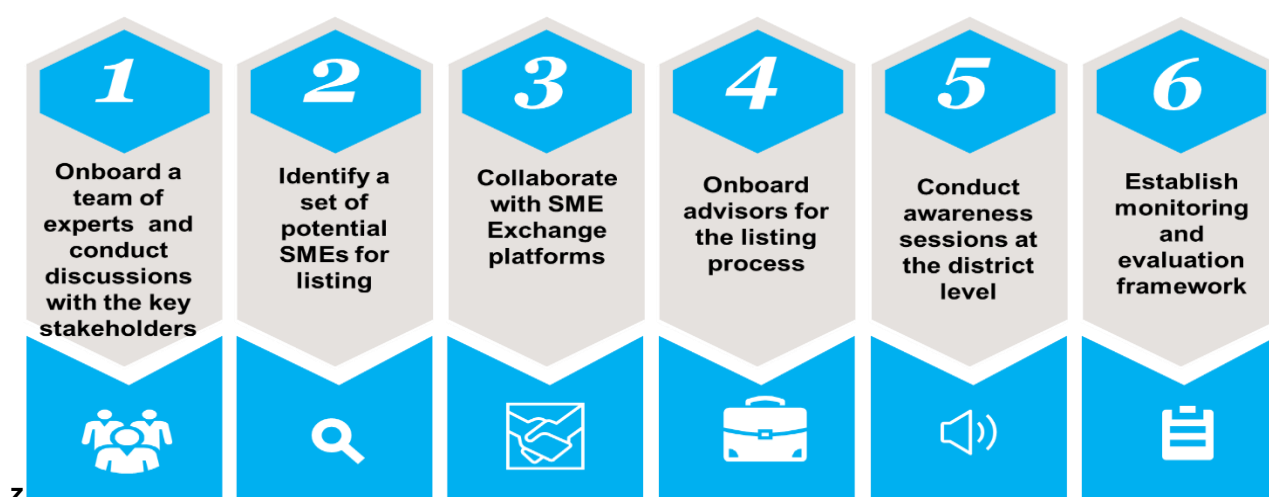 1
Onboard a
team of
experts and
conduct
discussions
with the key
stakeholders
2
Identify a
set of
potential
SMEs for
listing
3
Collaborate
with SME
Exchange
platforms
4
Onboard
advisors for
the listing
process
5
Conduct
awareness
sessions at
the district
level
6
Establish
monitoring
and
evaluation
framework
z